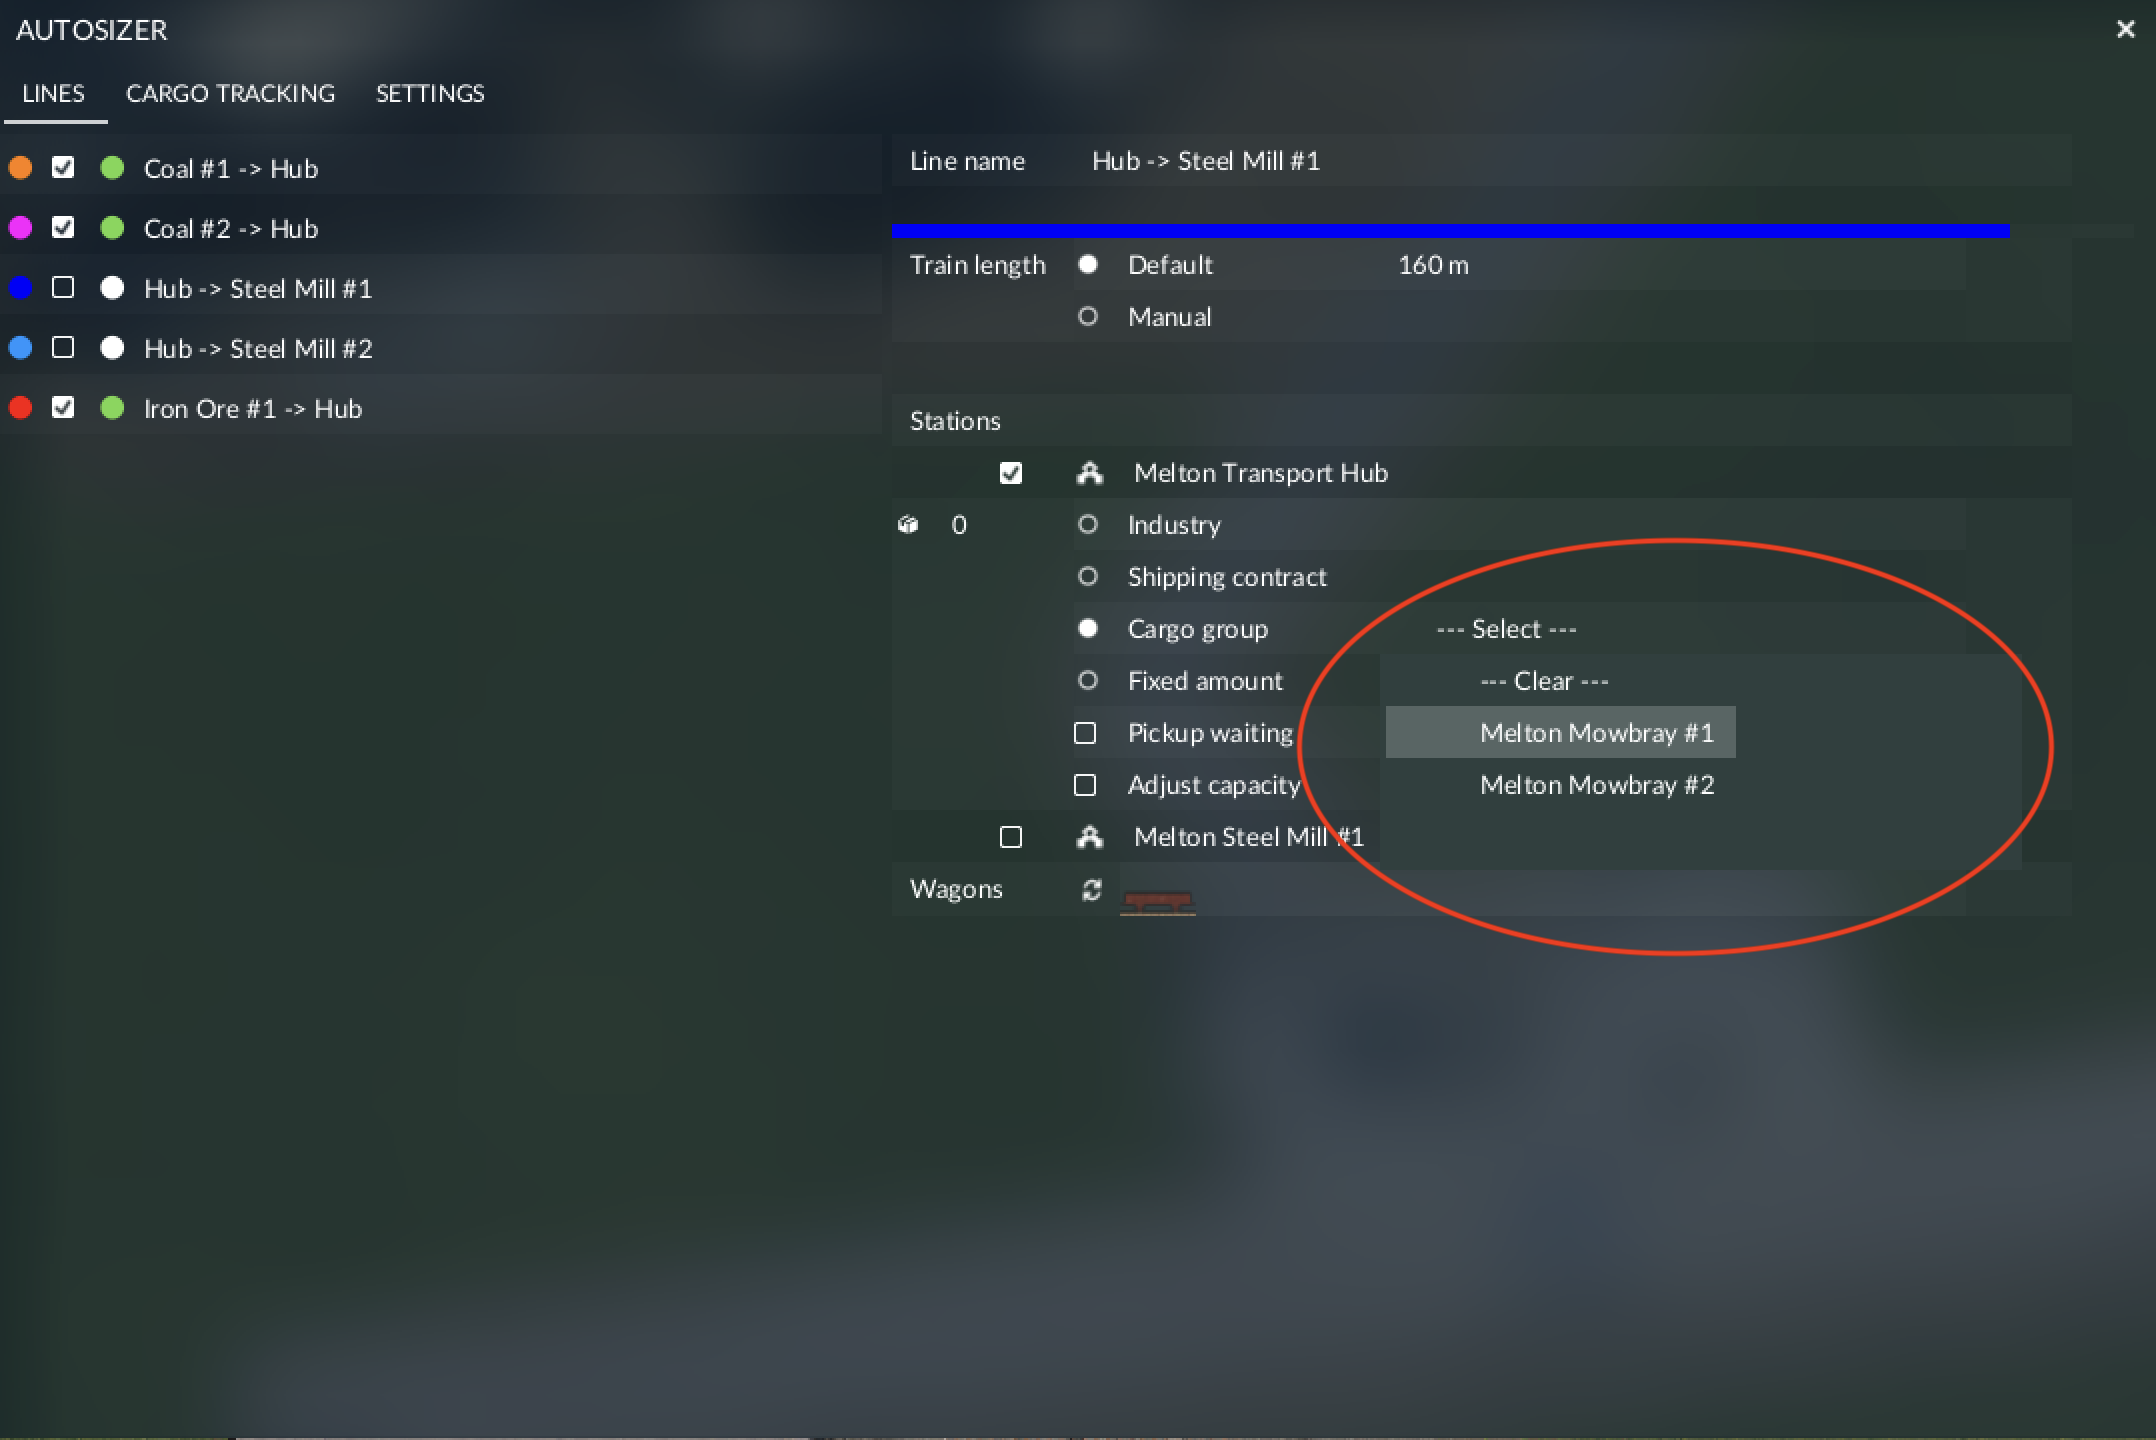 AUTOSIZER
LINES CARGO TRACKING SETTINGS
Coal #1 -> Hub
Coal #2 -> Hub
Hub -> Steel Mill #1
Hub -> Steel Mill #2
Iron Ore #1 -> Hub
Line name Hub -> Steel Mill #1
Train length Default 160 m
Manual
Stations
Melton Transport Hub
0 Industry
Shipping contract
Cargo group --- Select ---
Fixed amount --- Clear ---
Pickup waiting Melton Mowbray #1
Adjust capacity Melton Mowbray #2
Melton Steel Mill #1
Wagons